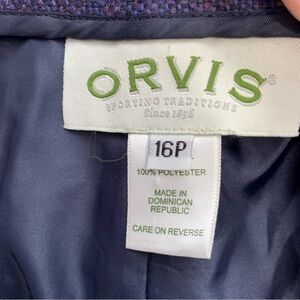 ORVIS®
SPORTING TRADITIONS
Since 1856
16P
100% POLYESTER
MADE IN
DOMINICAN
REPUBLIC
CARE ON REVERSE